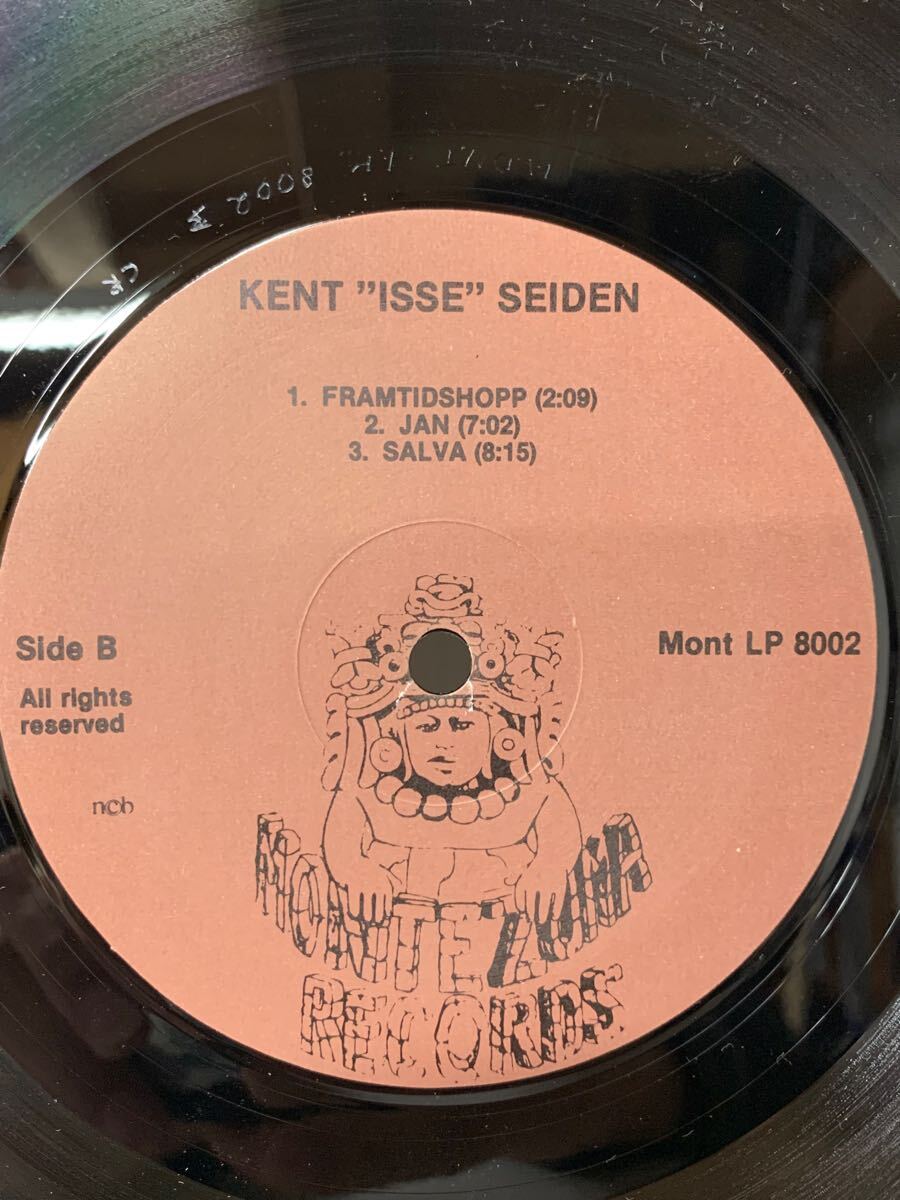 8002
KENT ”ISSE” SEIDEN
1. FRAMTIDSHOPP (2:09)
2. JAN (7:02)
3. SALVA (8:15)
Side B
Mont LP 8002
All rights
reserved
ncb
MONTEZUMA
RECORDS